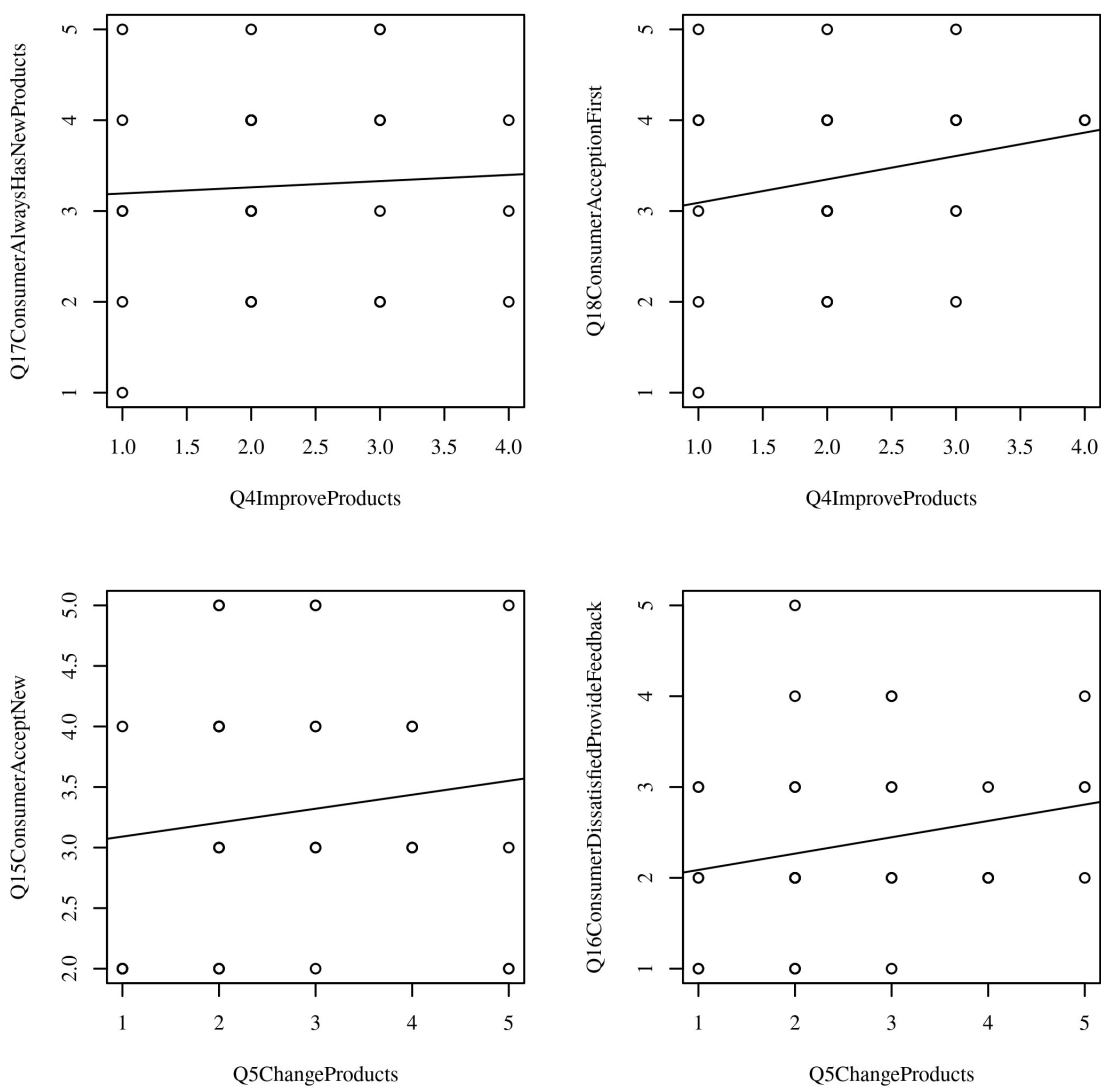 Q17ConsumerAlwaysHasNewProducts
5
4
3
2
1
1.0 1.5 2.0 2.5 3.0 3.5 4.0
Q4ImproveProducts
Q18ConsumerAcceptionFirst
5
4
3
2
1
1.0 1.5 2.0 2.5 3.0 3.5 4.0
Q4ImproveProducts
Q15ConsumerAcceptNew
5.0
4.5
4.0
3.5
3.0
2.5
2.0
1 2 3 4 5
Q5ChangeProducts
Q16ConsumerDissatisfiedProvideFeedback
5
4
3
2
1
1 2 3 4 5
Q5ChangeProducts